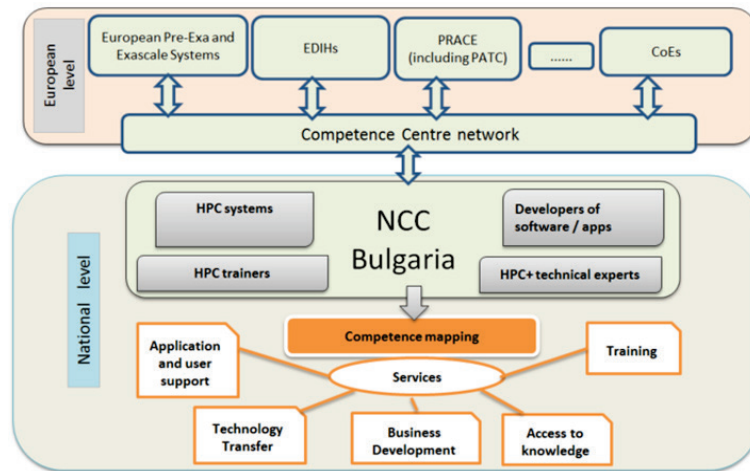 European level
European Pre-Exa and
Exascale Systems
EDIHs
PRACE
(including PATC)
......
CoEs
Competence Centre network
National level
HPC systems
NCC
Bulgaria
Developers of
software / apps
HPC trainers
HPC+ technical experts
Competence mapping
Application
and user
support
Services
Training
Technology
Transfer
Business
Development
Access to
knowledge